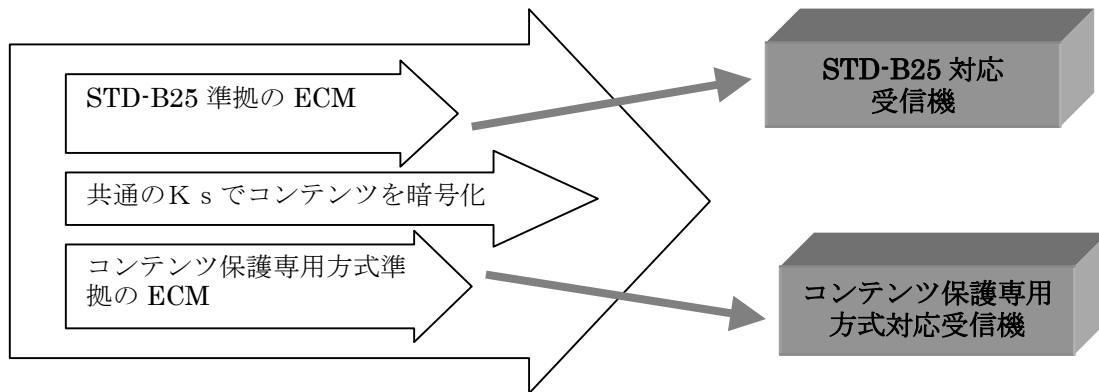 STD-B25 準拠の ECM
共通のＫｓでコンテンツを暗号化
コンテンツ保護専用方式準
拠の ECM
STD-B25 対応
受信機
コンテンツ保護専用
方式対応受信機